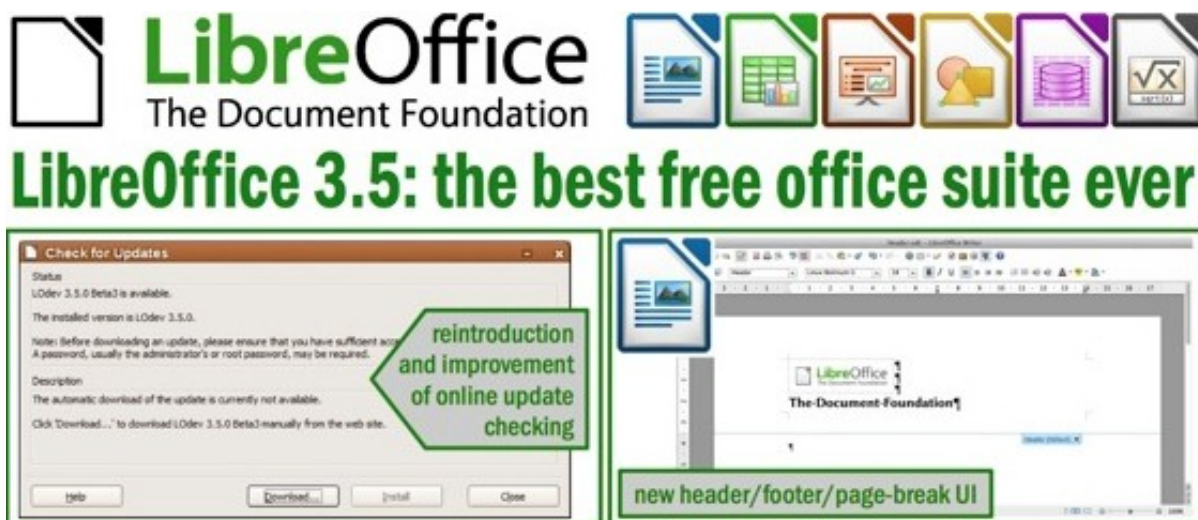 LibreOffice
The Document Foundation
√x
LibreOffice 3.5: the best free office suite ever
Check for Updates
Status
LOdev 3.5.0 Beta3 is available.
The installed version is LOdev 3.5.0.
Note: Before downloading an update, please ensure that you have sufficient
A password, usually the administrator's or root password, may be required.
Description
The automatic download of the update is currently not available.
Click 'Download...' to download LOdev 3.5.0 Beta3 manually from the web site.
Help
Download...
Install
Close
reintroduction
and improvement
of online update
checking
LibreOffice
The Document Foundation
The·Document·Foundation¶
new header/footer/page-break UI